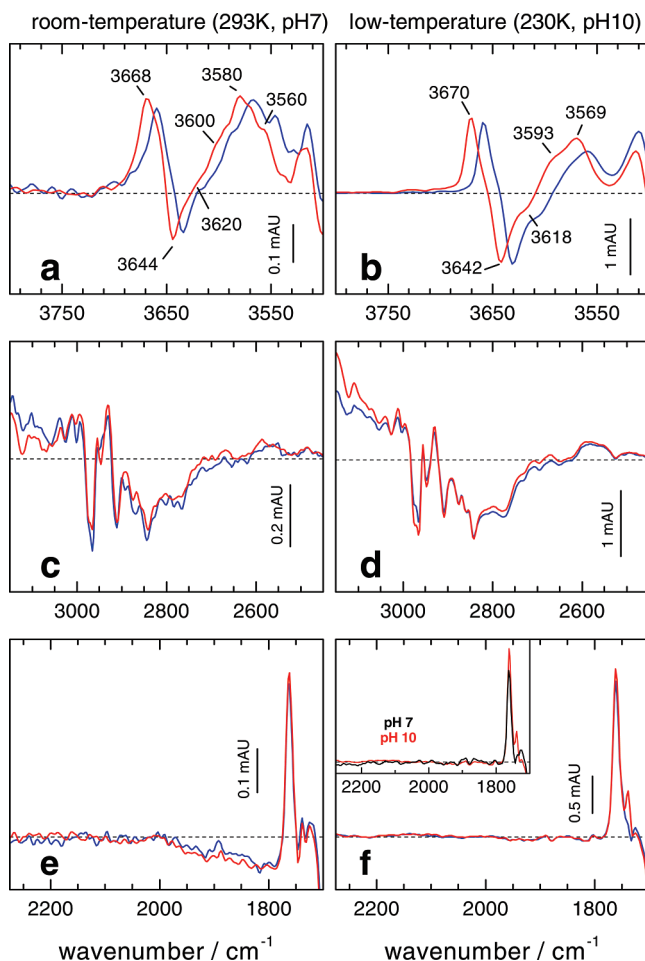 room-temperature (293K, pH7)
low-temperature (230K, pH10)
3668
3580
3600
3560
3620
3644
0.1 mAU
a
3750
3650
3550
3670
3593
3569
3618
3642
1 mAU
b
3750
3650
3550
0.2 mAU
c
3000
2800
2600
1 mAU
d
3000
2800
2600
0.1 mAU
e
2200
2000
1800
pH 7
pH 10
2200
2000
1800
0.5 mAU
f
2200
2000
1800
wavenumber / cm-1
wavenumber / cm-1